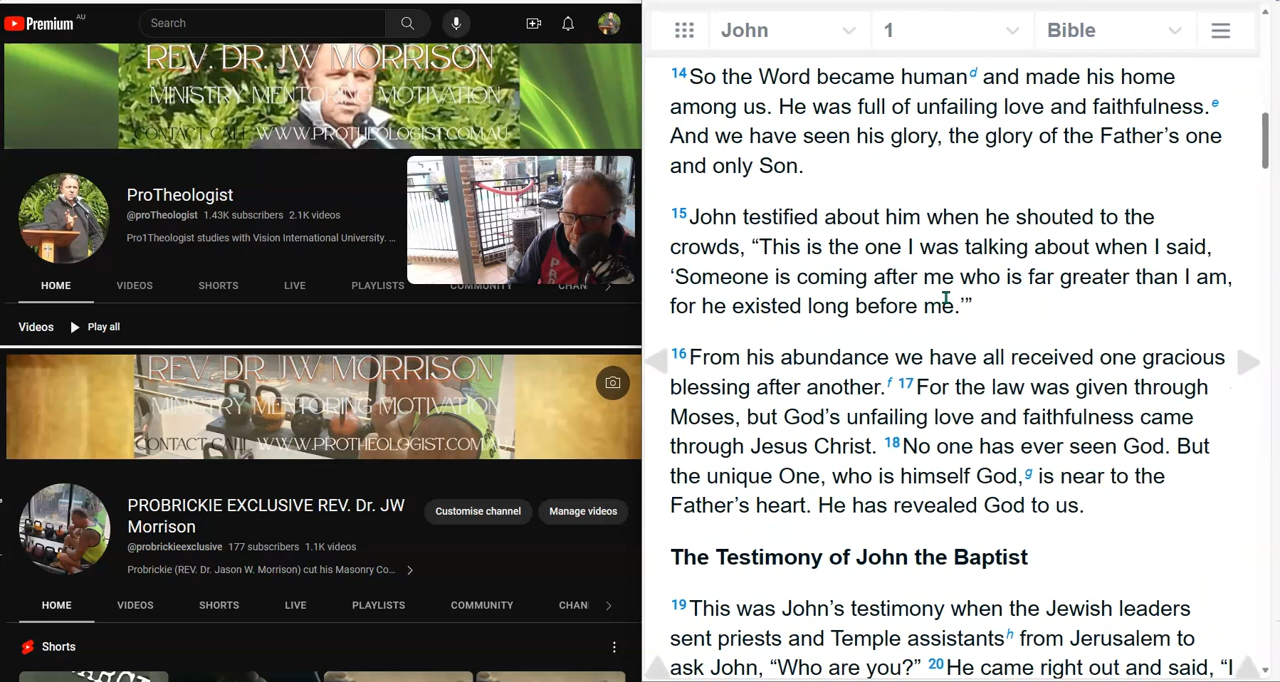 Premium AU
Search
REV. DR. JW MORRISON
MINISTRY MENTORING MOTIVATION
CONTACT CALL WWW.PROTHEOLOGIST.COM.AU
ProTheologist
@proTheologist 1.43K subscribers 2.1K videos
Pro1Theologist studies with Vision International University. ...
HOME VIDEOS SHORTS LIVE PLAYLISTS COMMUNITY CHAN
Videos Play all
REV. DR. JW MORRISON
MINISTRY MENTORING MOTIVATION
CONTACT CALL WWW.PROTHEOLOGIST.COM.AU
PROBRICKIE EXCLUSIVE REV. Dr. JW
Morrison
Customise channel
Manage videos
@probrickieexclusive 177 subscribers 1.1K videos
Probrickie (REV. Dr. Jason W. Morrison) cut his Masonry Co...
HOME VIDEOS SHORTS LIVE PLAYLISTS COMMUNITY CHAN
Shorts
John 1 Bible
14 So the Word became human d and made his home
among us. He was full of unfailing love and faithfulness. e
And we have seen his glory, the glory of the Father’s one
and only Son.
15 John testified about him when he shouted to the
crowds, “This is the one I was talking about when I said,
‘Someone is coming after me who is far greater than I am,
for he existed long before me.’”
16 From his abundance we have all received one gracious
blessing after another. f 17 For the law was given through
Moses, but God’s unfailing love and faithfulness came
through Jesus Christ. 18 No one has ever seen God. But
the unique One, who is himself God, g is near to the
Father’s heart. He has revealed God to us.
The Testimony of John the Baptist
19 This was John’s testimony when the Jewish leaders
sent priests and Temple assistants h from Jerusalem to
ask John, “Who are you?” 20 He came right out and said, “I